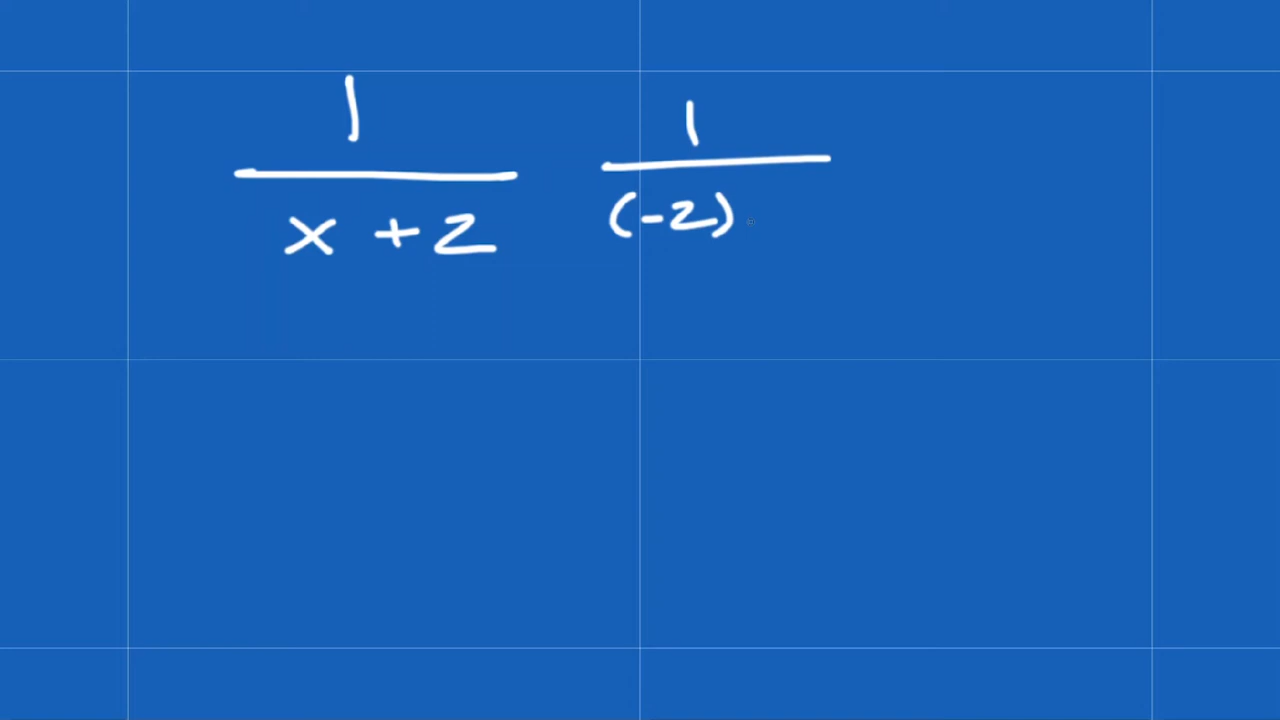 1 1
x + 2 (-2)